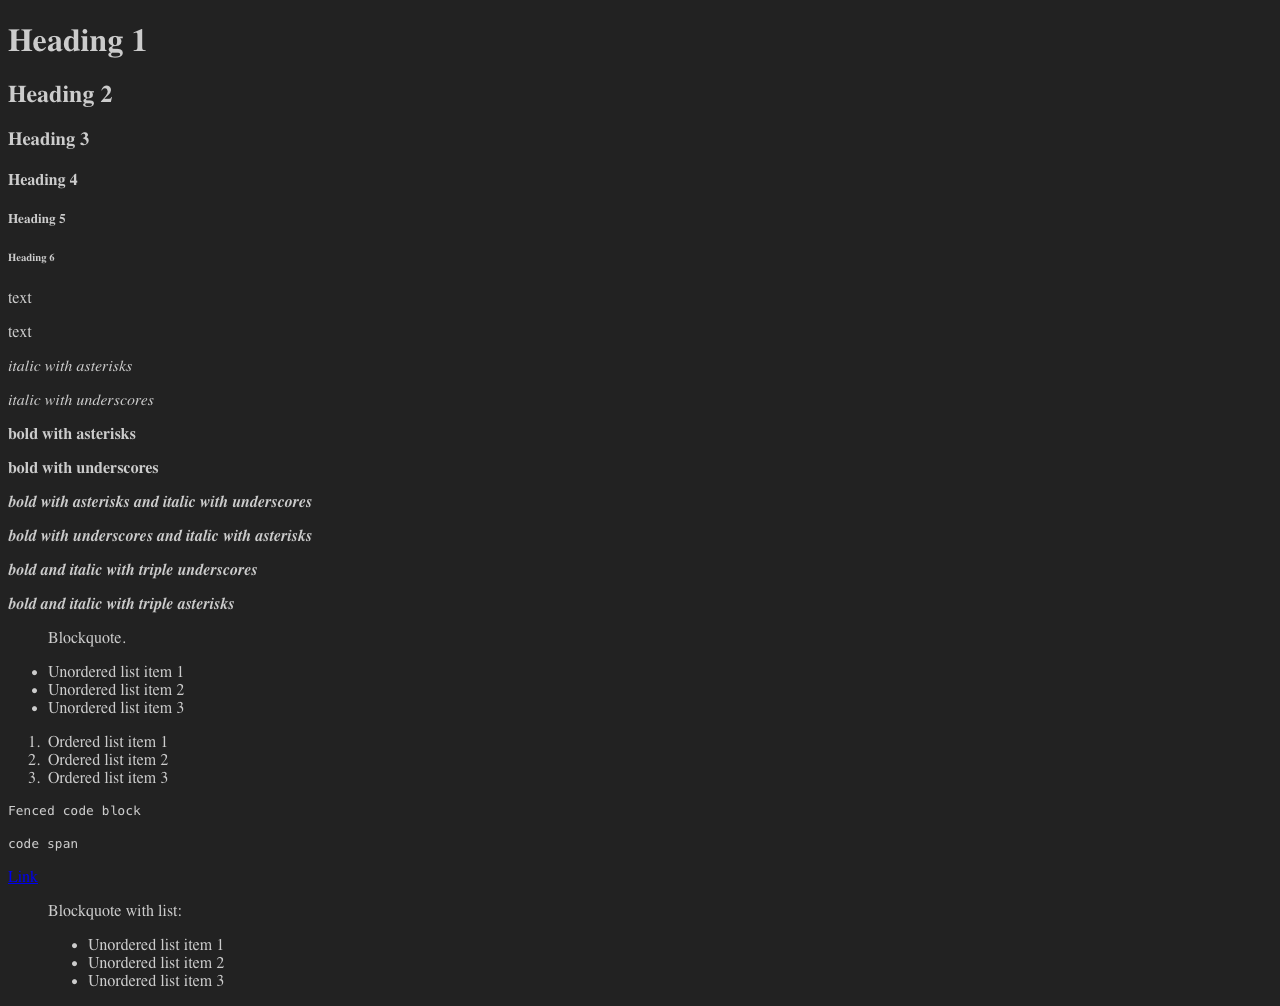 Heading 1
Heading 2
Heading 3
Heading 4
Heading 5
Heading 6
text
text
italic with asterisks
italic with underscores
bold with asterisks
bold with underscores
bold with asterisks and italic with underscores
bold with underscores and italic with asterisks
bold and italic with triple underscores
bold and italic with triple asterisks
Blockquote.
• Unordered list item 1
• Unordered list item 2
• Unordered list item 3
1. Ordered list item 1
2. Ordered list item 2
3. Ordered list item 3
Fenced code block
code span
Link
Blockquote with list:
• Unordered list item 1
• Unordered list item 2
• Unordered list item 3